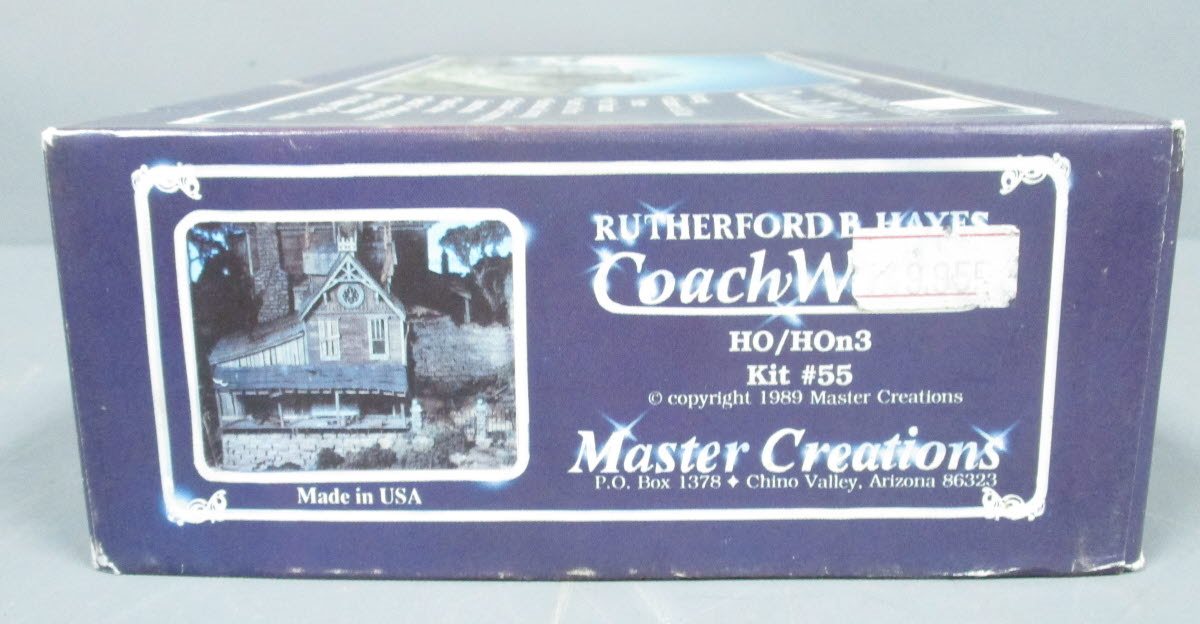 RUTHERFORD B. HAYES
CoachW
HO/HOn3
Kit #55
© copyright 1989 Master Creations
Master Creations
P.O. Box 1378 ✦ Chino Valley, Arizona 86323
Made in USA